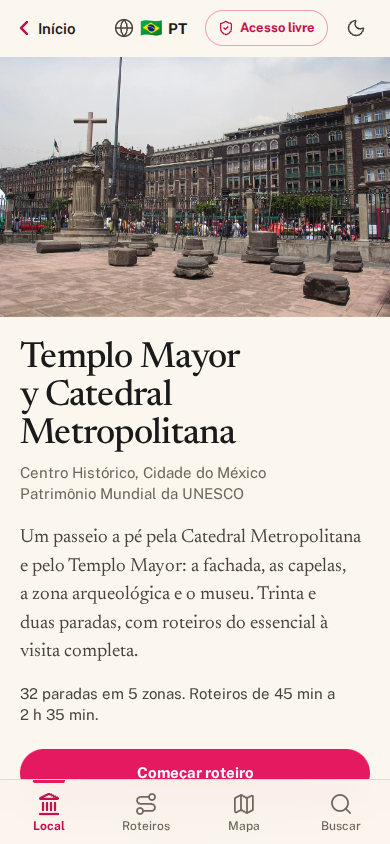 Início
PT
Acesso livre
Templo Mayor
y Catedral
Metropolitana
Centro Histórico, Cidade do México
Patrimônio Mundial da UNESCO
Um passeio a pé pela Catedral Metropolitana
e pelo Templo Mayor: a fachada, as capelas,
a zona arqueológica e o museu. Trinta e
duas paradas, com roteiros do essencial à
visita completa.
32 paradas em 5 zonas. Roteiros de 45 min a
2 h 35 min.
Começar roteiro
Local
Roteiros
Mapa
Buscar